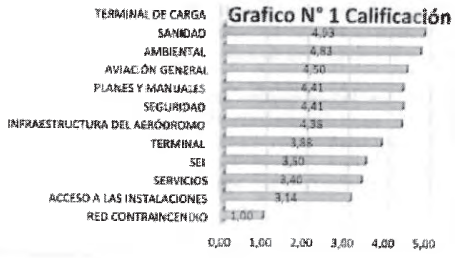 Grafico N° 1 Calificación
TERMINAL DE CARGA
SANIDAD 4,93
AMBIENTAL 4,83
AVIACIÓN GENERAL 4,50
PLANES Y MANUALES 4,41
SEGURIDAD 4,41
INFRAESTRUCTURA DEL AERÓDROMO
TERMINAL 3,88
SEI 3,50
SERVICIOS 3,40
ACCESO A LAS INSTALACIONES 3,14
RED CONTRAINCENDIO 1,00
0,00 1,00 2,00 3,00 4,00 5,00